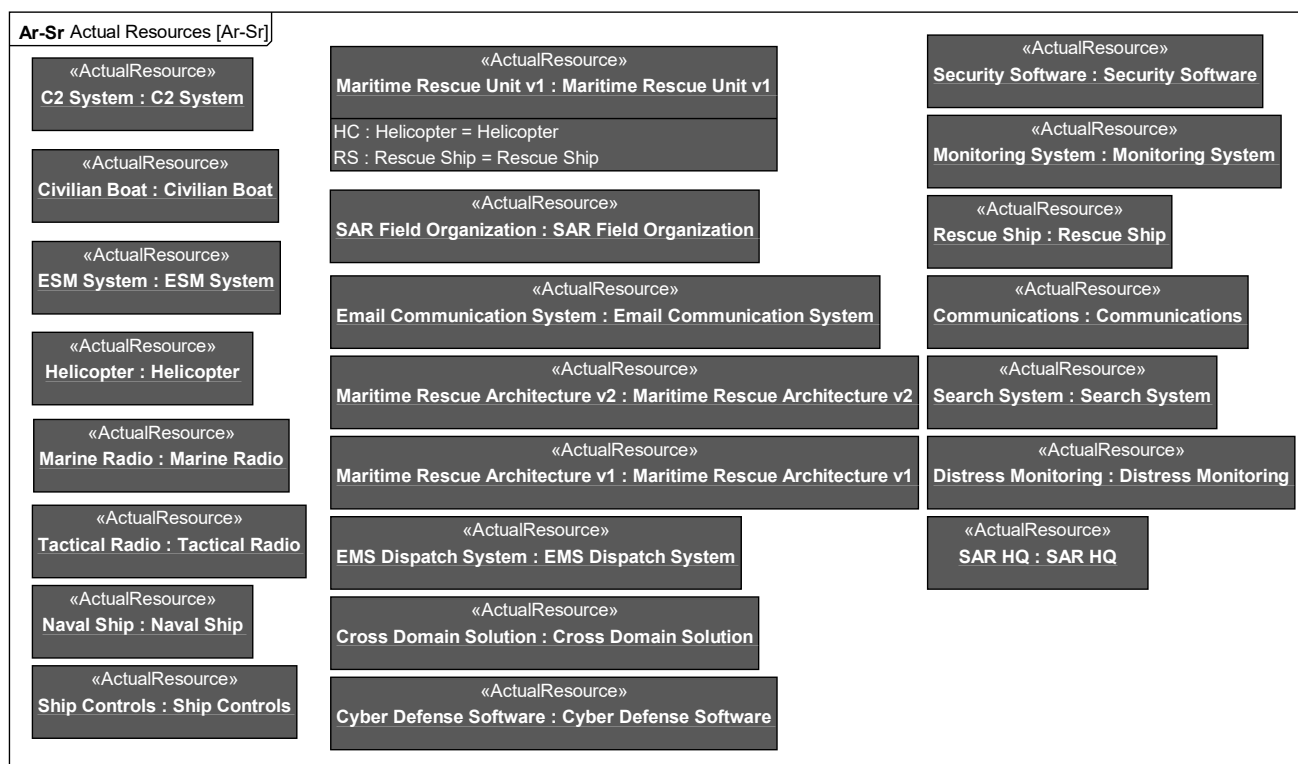 Ar-Sr Actual Resources [Ar-Sr]
«ActualResource»
C2 System : C2 System
«ActualResource»
Civilian Boat : Civilian Boat
«ActualResource»
ESM System : ESM System
«ActualResource»
Helicopter : Helicopter
«ActualResource»
Marine Radio : Marine Radio
«ActualResource»
Tactical Radio : Tactical Radio
«ActualResource»
Naval Ship : Naval Ship
«ActualResource»
Ship Controls : Ship Controls
«ActualResource»
Maritime Rescue Unit v1 : Maritime Rescue Unit v1
HC : Helicopter = Helicopter
RS : Rescue Ship = Rescue Ship
«ActualResource»
SAR Field Organization : SAR Field Organization
«ActualResource»
Email Communication System : Email Communication System
«ActualResource»
Maritime Rescue Architecture v2 : Maritime Rescue Architecture v2
«ActualResource»
Maritime Rescue Architecture v1 : Maritime Rescue Architecture v1
«ActualResource»
EMS Dispatch System : EMS Dispatch System
«ActualResource»
Cross Domain Solution : Cross Domain Solution
«ActualResource»
Cyber Defense Software : Cyber Defense Software
«ActualResource»
Security Software : Security Software
«ActualResource»
Monitoring System : Monitoring System
«ActualResource»
Rescue Ship : Rescue Ship
«ActualResource»
Communications : Communications
«ActualResource»
Search System : Search System
«ActualResource»
Distress Monitoring : Distress Monitoring
«ActualResource»
SAR HQ : SAR HQ